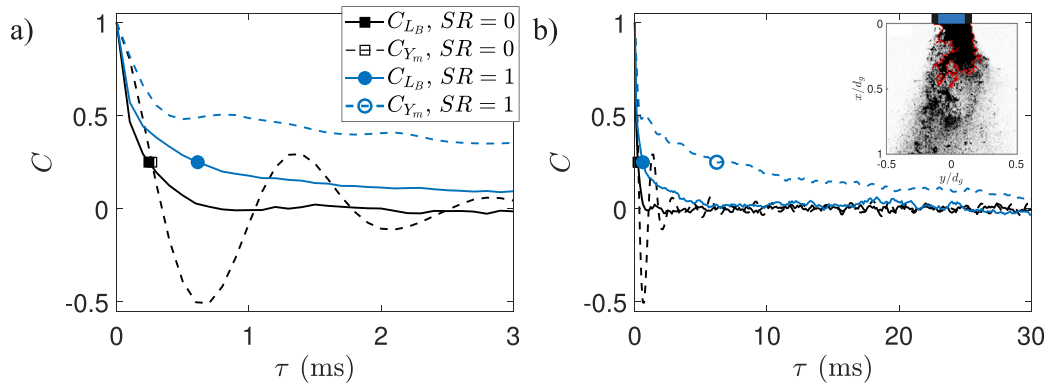 a)
C
1
0.5
0
-0.5
0
1
2
3
τ (ms)
C_{L_B}, SR = 0
C_{Y_m}, SR = 0
C_{L_B}, SR = 1
C_{Y_m}, SR = 1
b)
C
1
0.5
0
-0.5
0
10
20
30
τ (ms)
x/d_g
0
0.5
1
-0.5
0
0.5
y/d_g